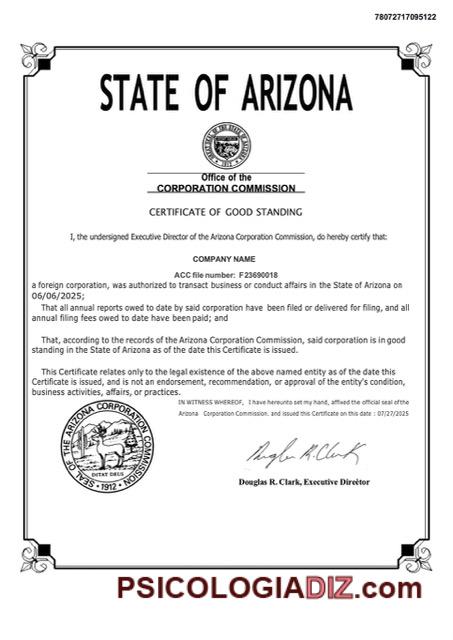 78072717095122
STATE OF ARIZONA
Office of the
CORPORATION COMMISSION
CERTIFICATE OF GOOD STANDING
I, the undersigned Executive Director of the Arizona Corporation Commission, do hereby certify that:
COMPANY NAME
ACC file number: F23690018
a foreign corporation, was authorized to transact business or conduct affairs in the State of Arizona on
06/06/2025;
That all annual reports owed to date by said corporation have been filed or delivered for filing, and all
annual filing fees owed to date have been paid; and
That, according to the records of the Arizona Corporation Commission, said corporation is in good
standing in the State of Arizona as of the date this Certificate is issued.
This Certificate relates only to the legal existence of the above named entity as of the date this
Certificate is issued, and is not an endorsement, recommendation, or approval of the entity's condition,
business activities, affairs, or practices.
IN WITNESS WHEREOF, I have hereunto set my hand, affixed the official seal of the
Arizona Corporation Commission. and issued this Certificate on this date : 07/27/2025
SEAL OF THE ARIZONA CORPORATION COMMISSION
DITAT DEUS
1912
Douglas R. Clark
Douglas R. Clark, Executive Director
PSICOLOGIADIZ.com